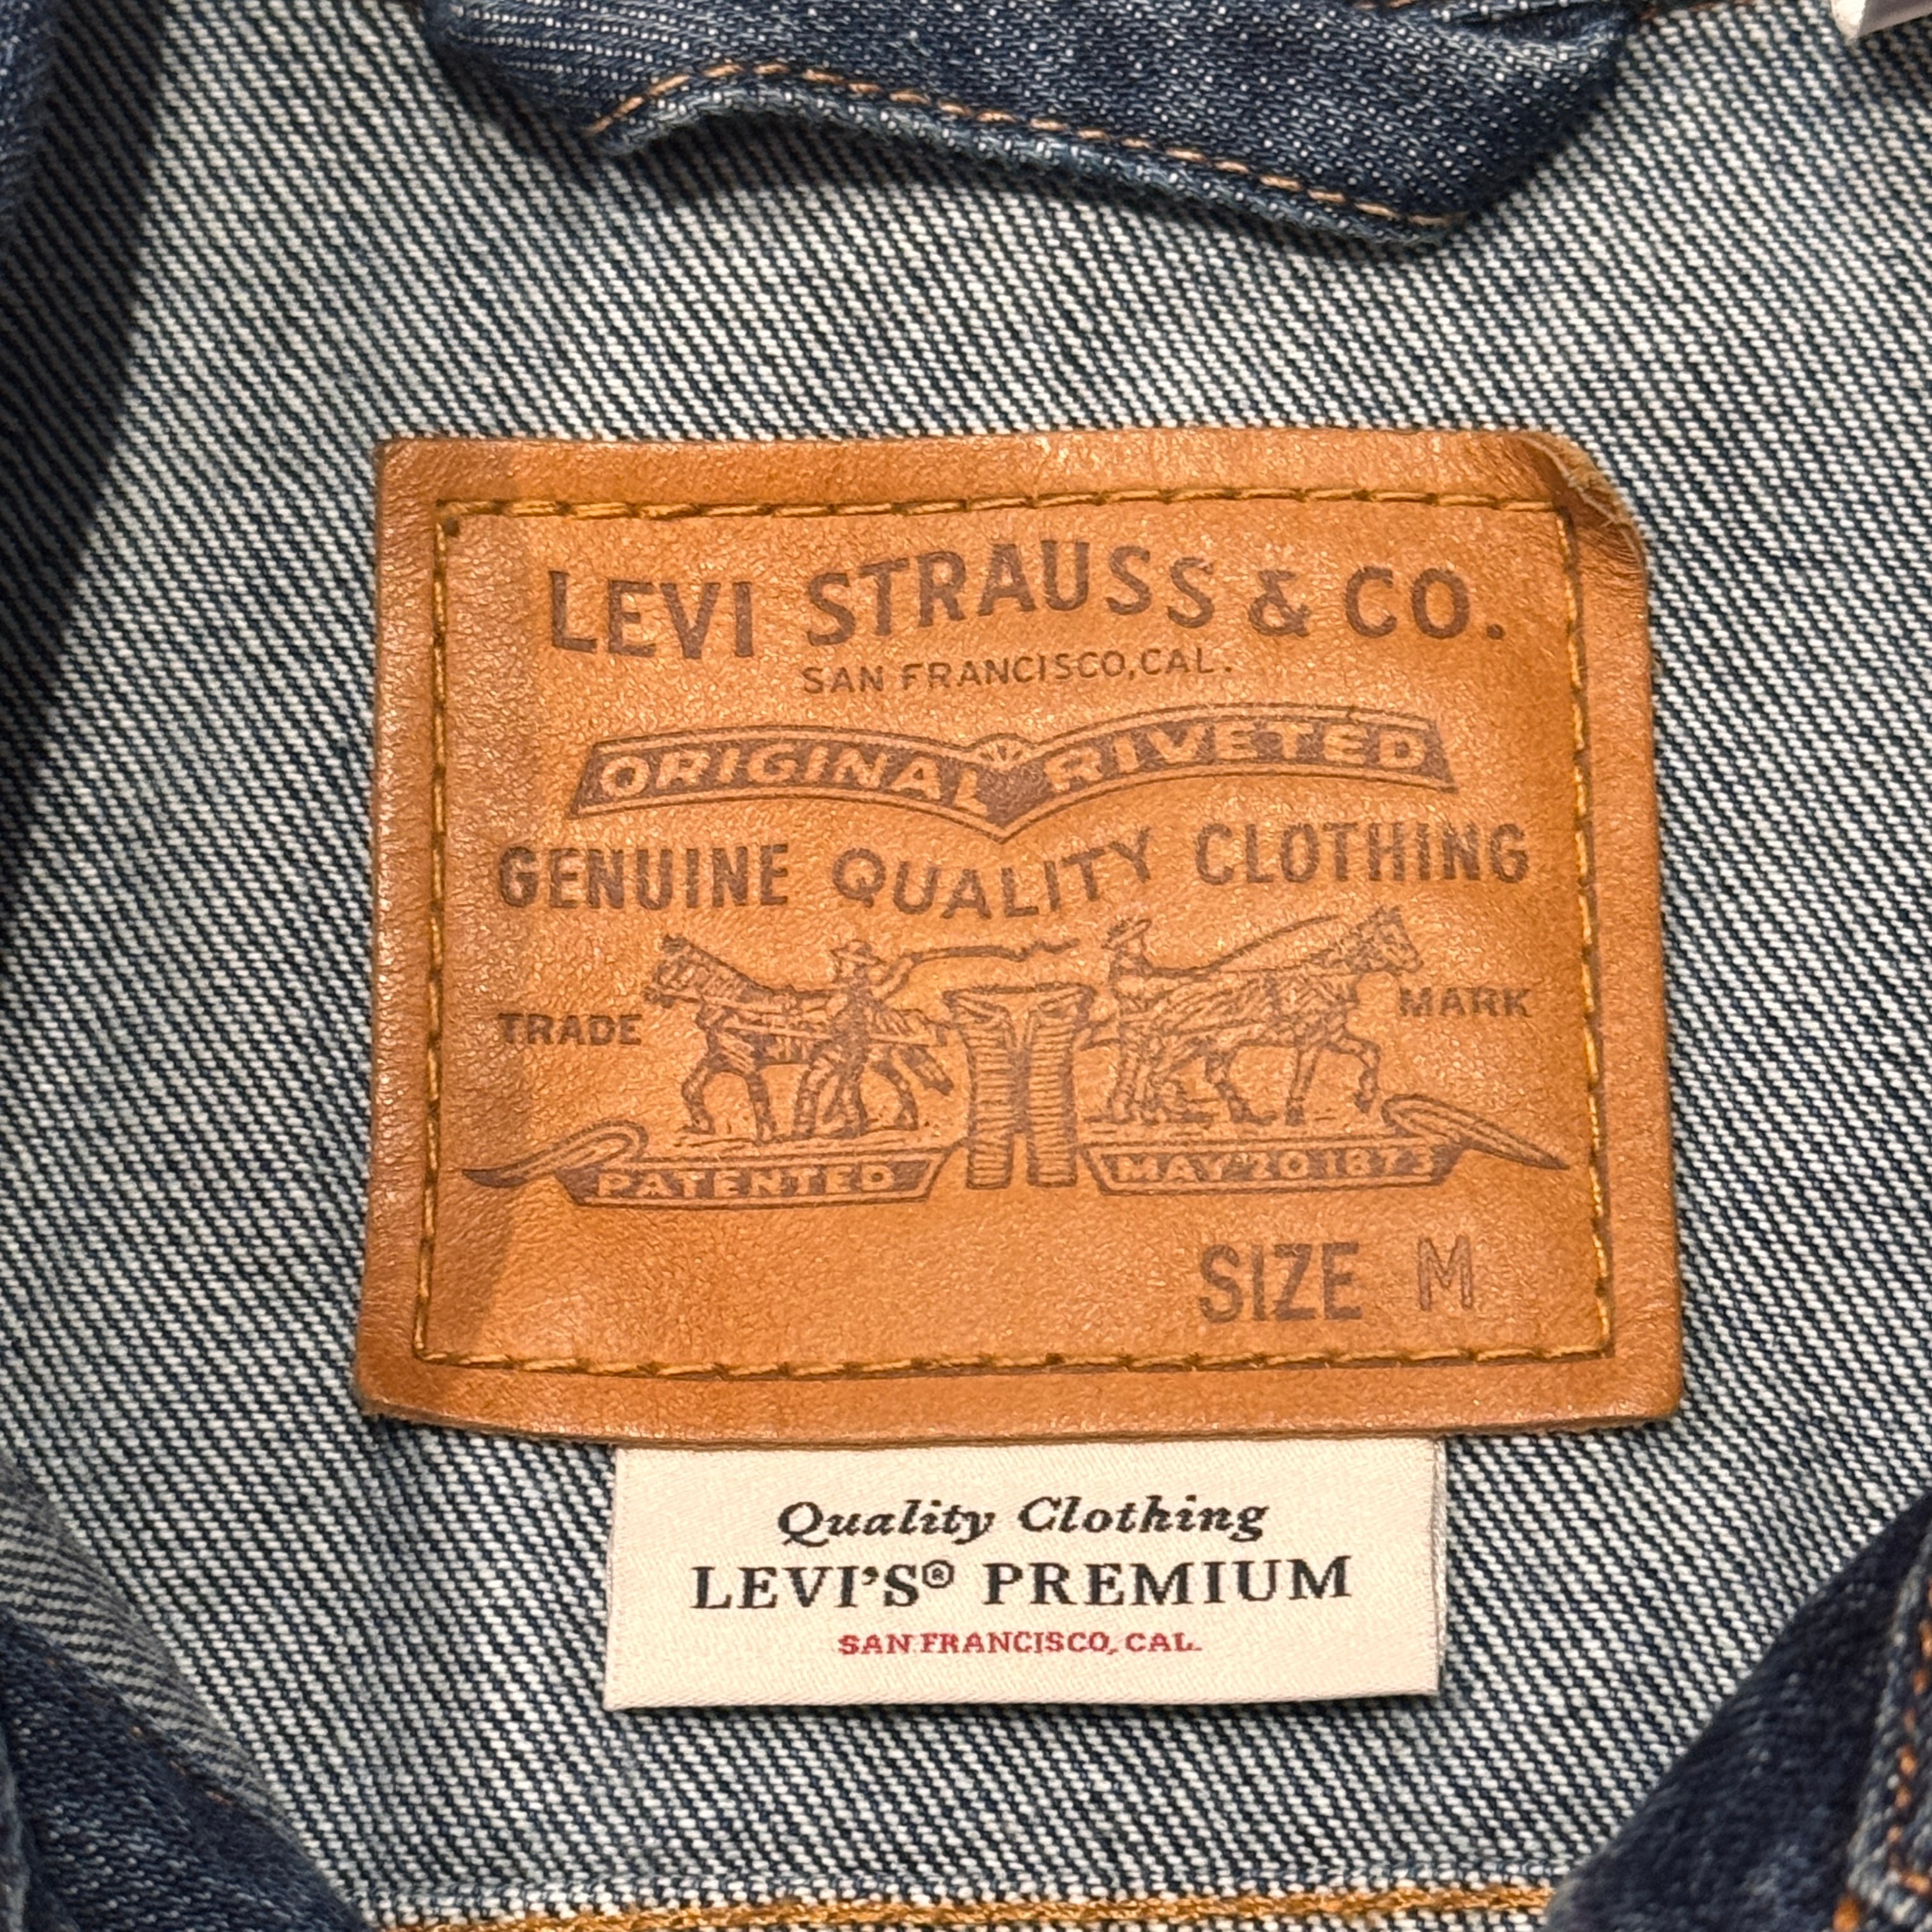 LEVI STRAUSS & CO.
SAN FRANCISCO, CAL.
ORIGINAL RIVETED
GENUINE QUALITY CLOTHING
TRADE MARK
PATENTED MAY 20 1873
SIZE M
Quality Clothing
LEVI'S® PREMIUM
SAN FRANCISCO, CAL.